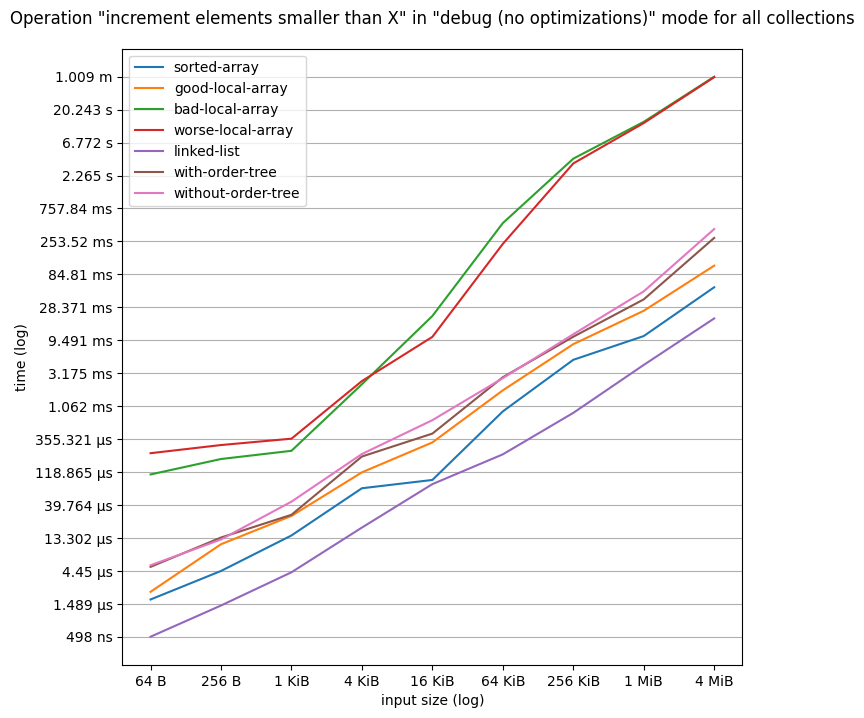 Operation "increment elements smaller than X" in "debug (no optimizations)" mode for all collections
sorted-array
good-local-array
bad-local-array
worse-local-array
linked-list
with-order-tree
without-order-tree
1.009 m
20.243 s
6.772 s
2.265 s
757.84 ms
253.52 ms
84.81 ms
28.371 ms
9.491 ms
3.175 ms
1.062 ms
355.321 µs
118.865 µs
39.764 µs
13.302 µs
4.45 µs
1.489 µs
498 ns
time (log)
64 B 256 B 1 KiB 4 KiB 16 KiB 64 KiB 256 KiB 1 MiB 4 MiB
input size (log)